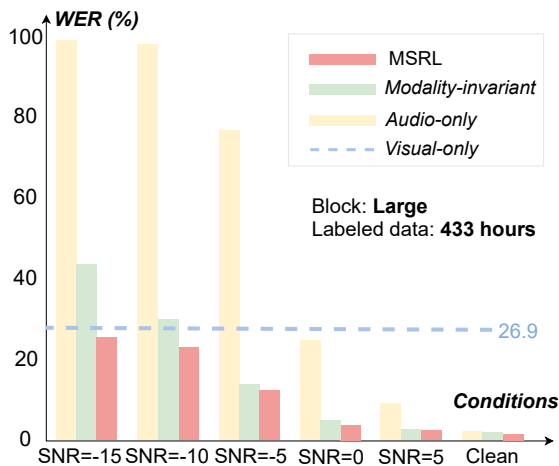 WER (%)
100
80
60
40
20
0
MSRL
Modality-invariant
Audio-only
Visual-only
Block: Large
Labeled data: 433 hours
26.9
Conditions
SNR=-15 SNR=-10 SNR=-5 SNR=0 SNR=5 Clean